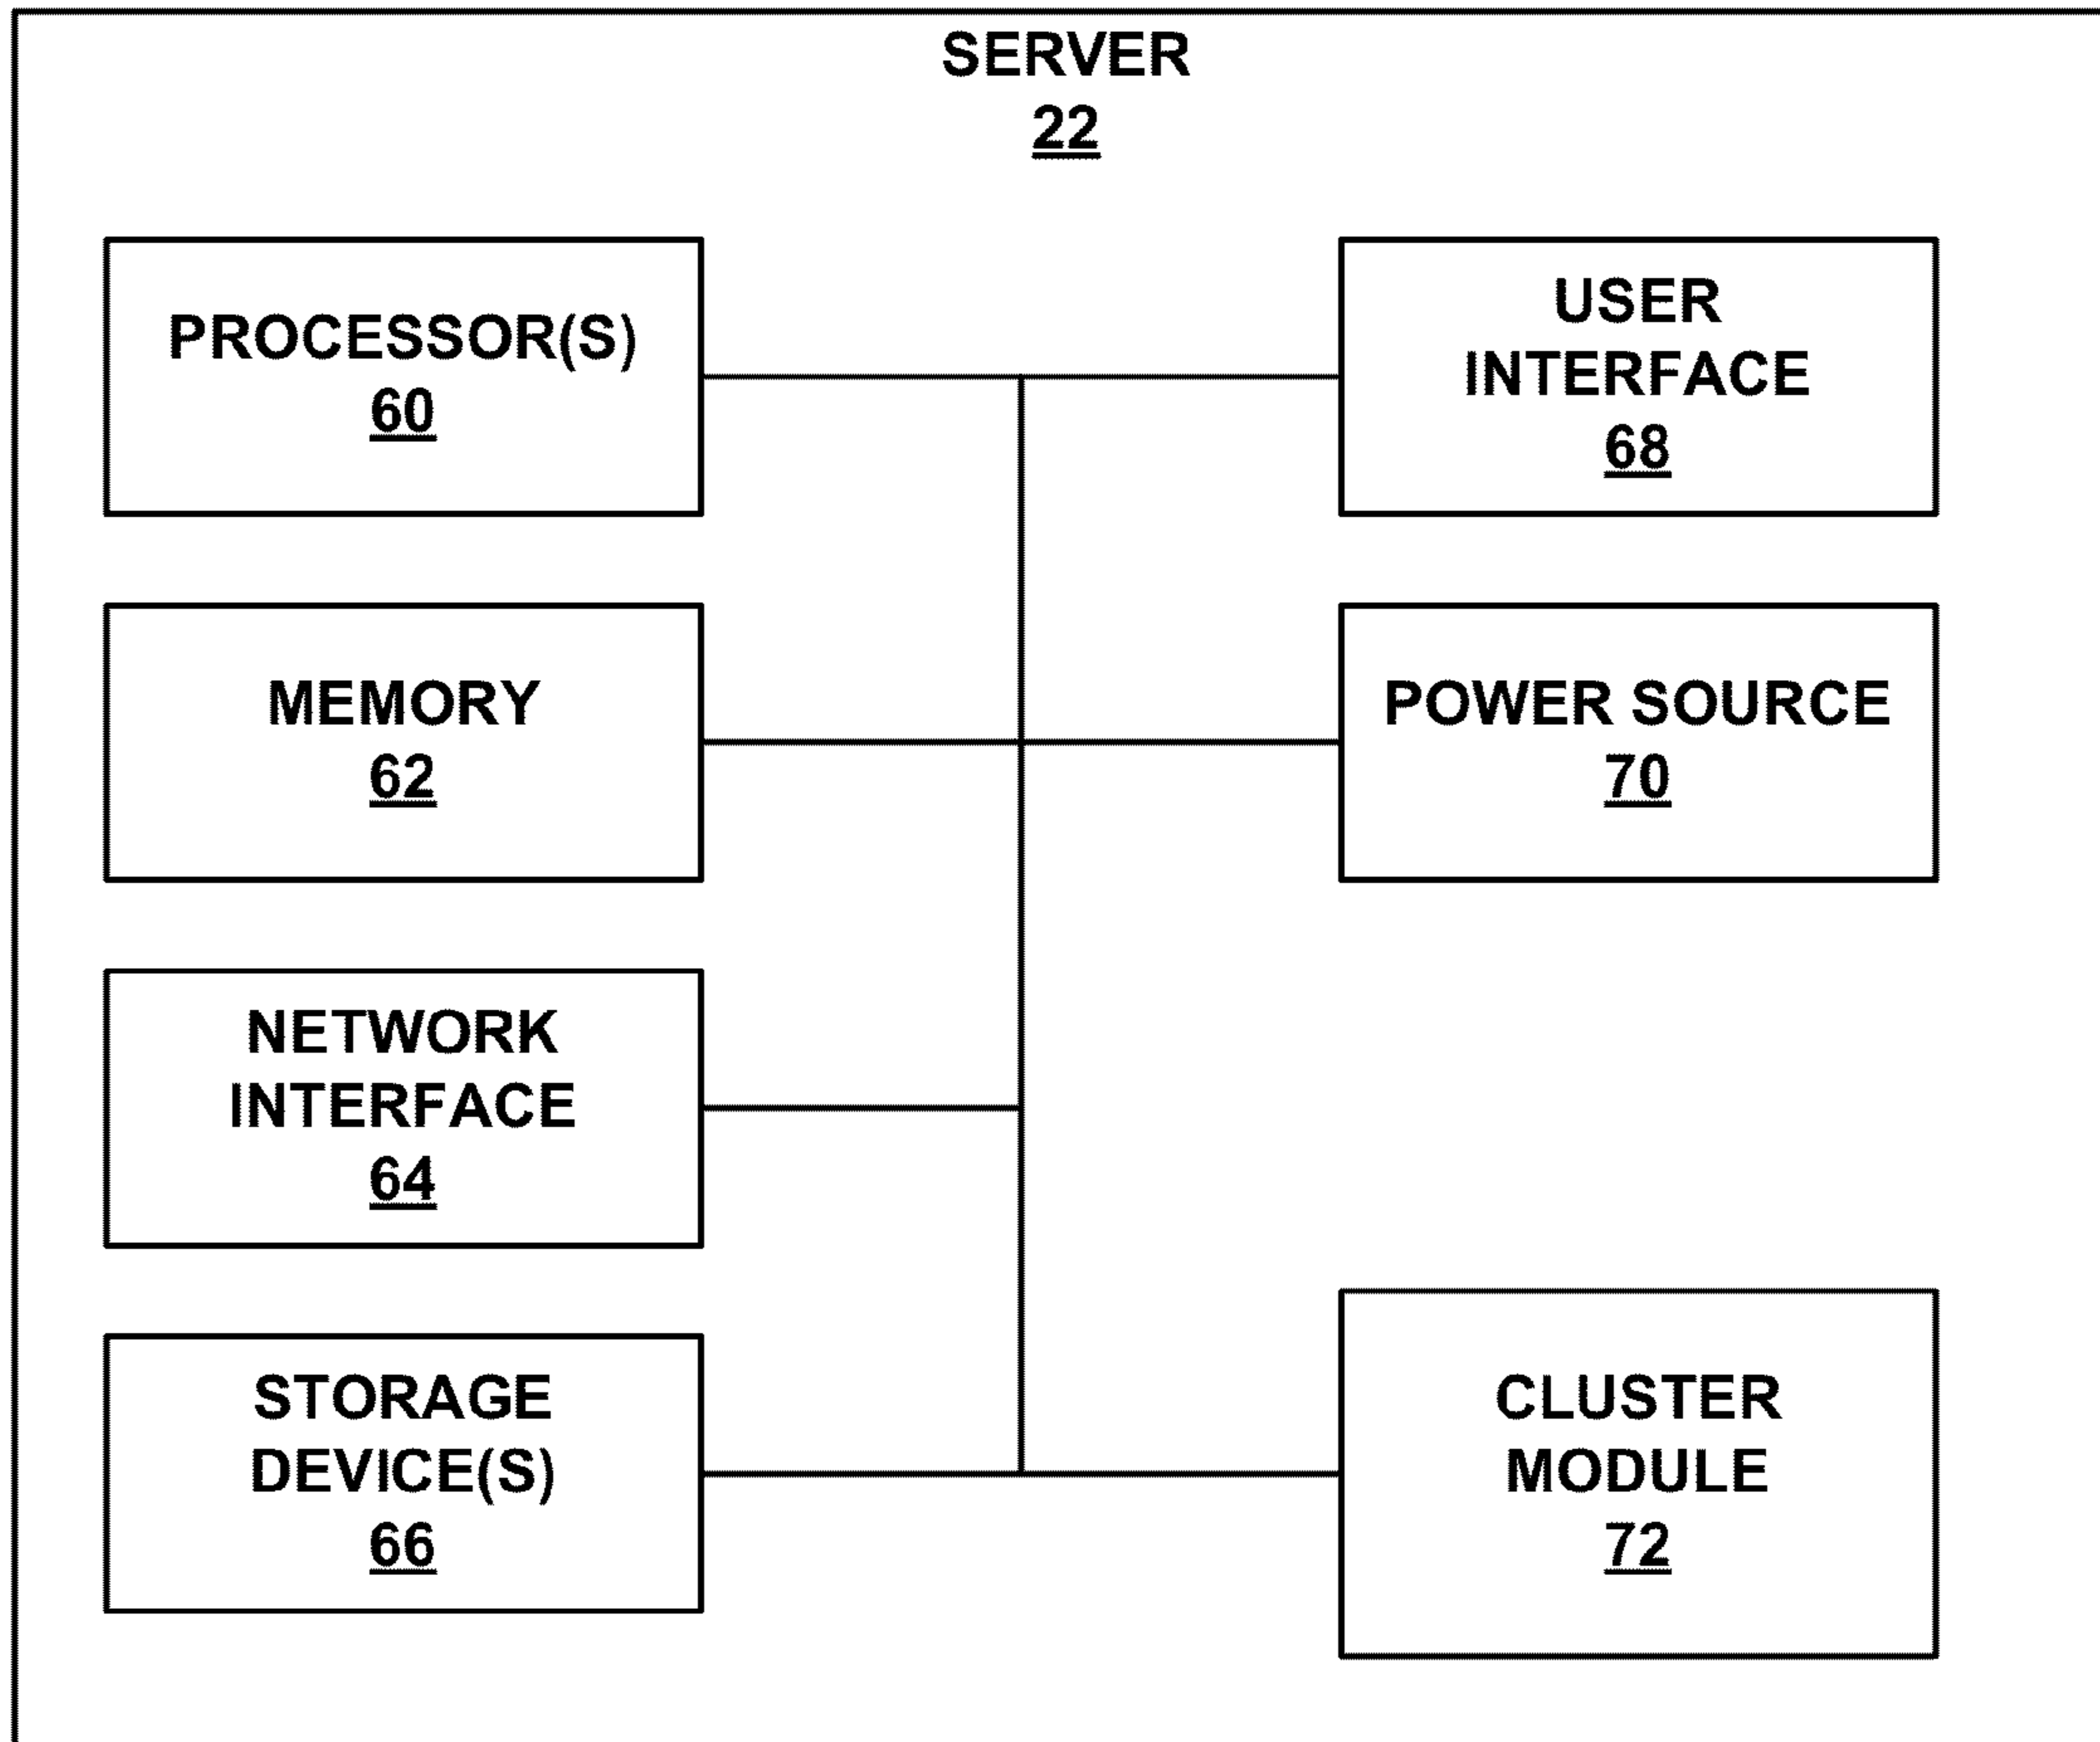 SERVER
22
PROCESSOR(S)
60
USER
INTERFACE
68
MEMORY
62
POWER SOURCE
70
NETWORK
INTERFACE
64
STORAGE
DEVICE(S)
66
CLUSTER
MODULE
72